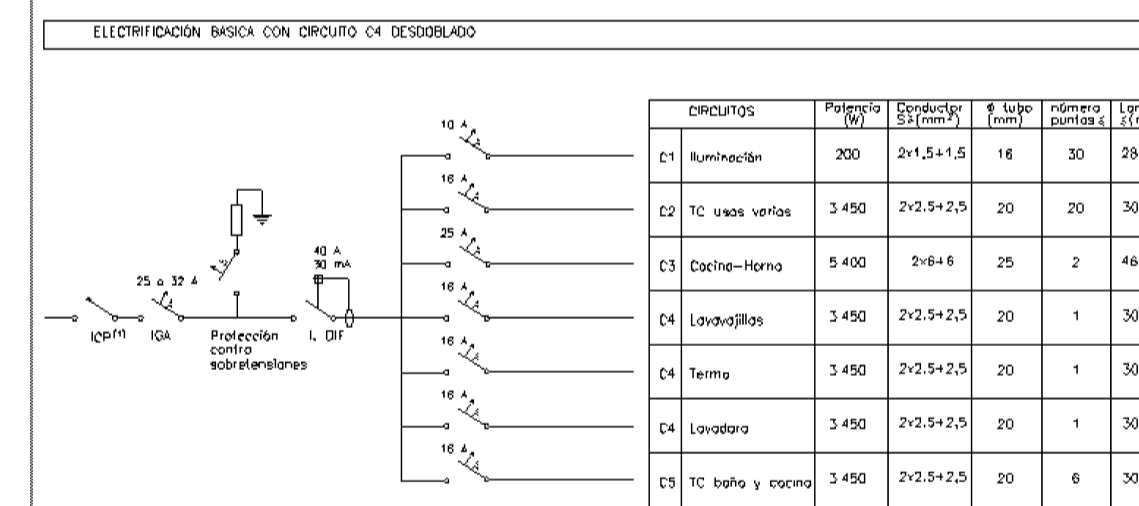 ELECTRIFICACIÓN BASICA CON CIRCUITO C4 DESDOBLADO
CIRCUITOS Potencia (W) Conductor S≥(mm²) ø tubo (mm) número puntos ≤
10 A
C1 Iluminación 200 2x1,5+1,5 16 30 28
16 A
C2 TC usos varios 3 450 2x2.5+2,5 20 20 30
25 A
C3 Cocina-Horno 5 400 2x6+6 25 2 46
16 A
C4 Lavavajillas 3 450 2x2.5+2,5 20 1 30
16 A
C4 Termo 3 450 2x2.5+2,5 20 1 30
16 A
C4 Lavadora 3 450 2x2.5+2,5 20 1 30
16 A
C5 TC baño y cocina 3 450 2x2.5+2,5 20 6 30
40 A
30 mA
25 o 32 A
ICP(1) IGA Protección I. DIF
contra
sobretensiones